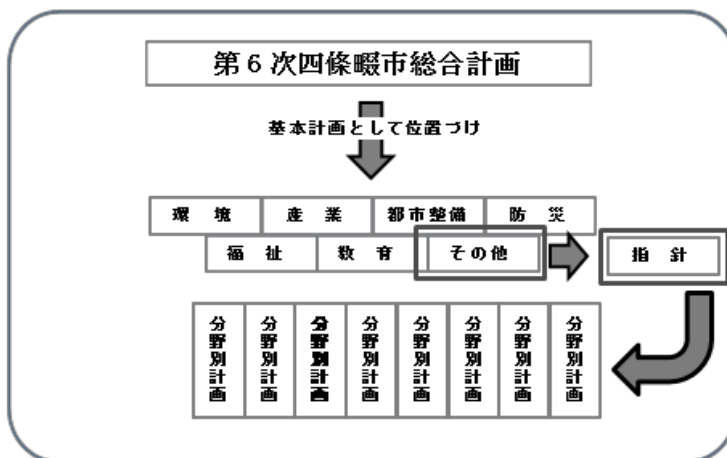 第6次四條畷市総合計画
基本計画として位置づけ
環 境 産 業 都市整備 防 災
福 祉 教 育 その他 指 針
分野別計画 分野別計画 分野別計画 分野別計画 分野別計画 分野別計画 分野別計画 分野別計画